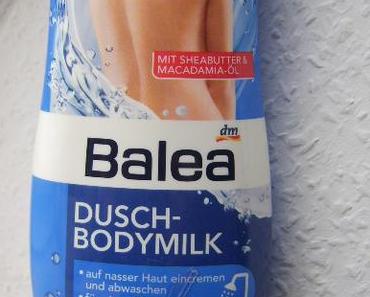 MIT SHEABUTTER &
MACADAMIA-ÖL
dm
Balea
DUSCH-
BODYMILK
• auf nasser Haut eincremen
und abwaschen